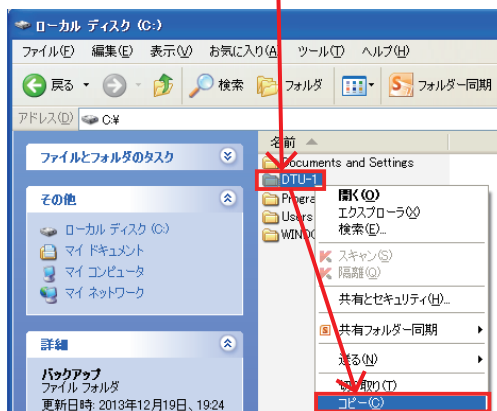 ローカル ディスク (C:)
ファイル(F) 編集(E) 表示(V) お気に入り(A) ツール(T) ヘルプ(H)
戻る 検索 フォルダ フォルダー同期
アドレス(D) C:¥
名前
ファイルとフォルダのタスク
その他
ローカル ディスク (C:)
マイ ドキュメント
マイ コンピュータ
マイ ネットワーク
詳細
バックアップ
ファイル フォルダ
更新日時: 2013年12月19日、19:24
Documents and Settings
DTU-1
Progra
Users
WINDO
開く(O)
エクスプローラ(X)
検索(E)...
スキャン(S)
隔離(Q)
共有とセキュリティ(H)...
共有フォルダー同期
送る(N)
切り取り(T)
コピー(C)